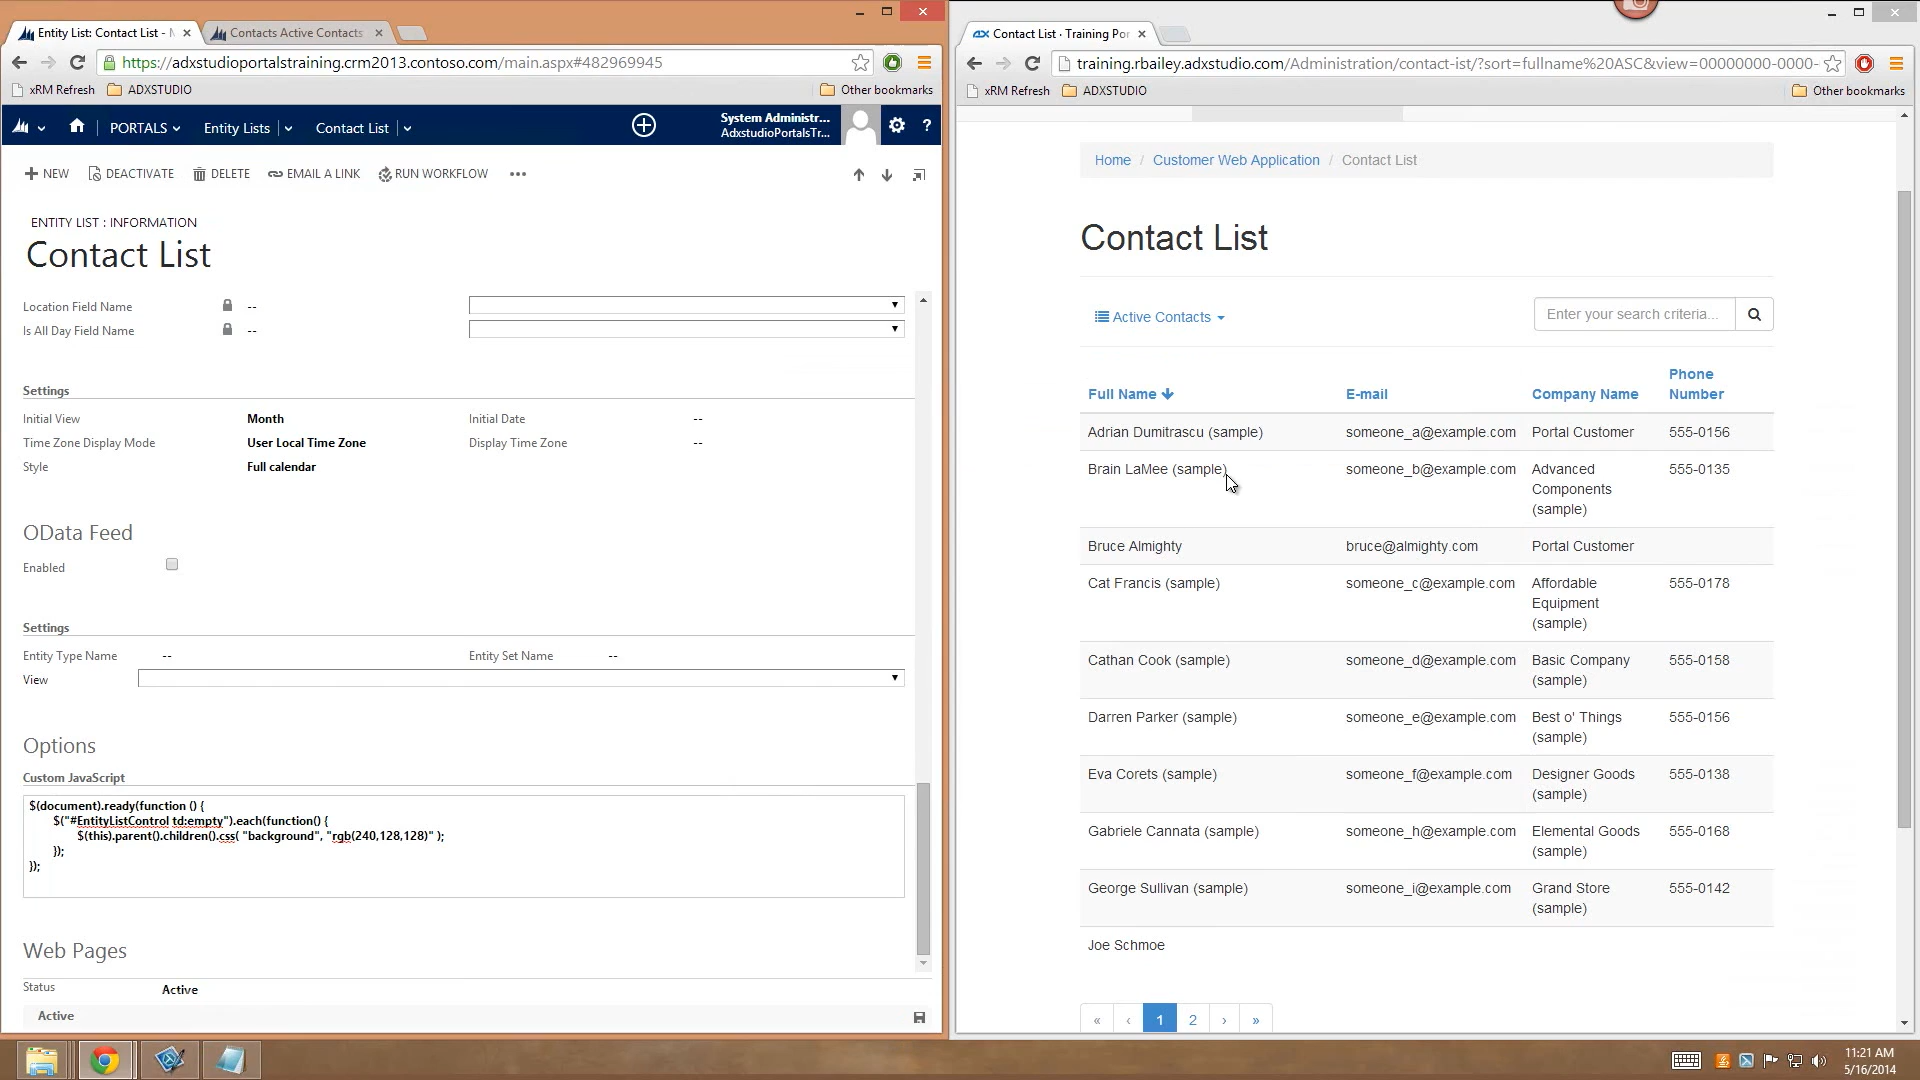 Entity List: Contact List - M
Contacts Active Contacts
https://adxstudioportalstraining.crm2013.contoso.com/main.aspx#482969945
xRM Refresh
ADXSTUDIO
Other bookmarks
PORTALS
Entity Lists
Contact List
System Administr...
AdxstudioPortalsTr...
?
NEW
DEACTIVATE
DELETE
EMAIL A LINK
RUN WORKFLOW
ENTITY LIST : INFORMATION
Contact List
Location Field Name --
Is All Day Field Name --
Settings
Initial View Month Initial Date --
Time Zone Display Mode User Local Time Zone Display Time Zone --
Style Full calendar
OData Feed
Enabled
Settings
Entity Type Name -- Entity Set Name --
View
Options
Custom JavaScript
$(document).ready(function () {
$("#EntityListControl td:empty").each(function() {
$(this).parent().children().css( "background", "rgb(240,128,128)" );
});
});
Web Pages
Status Active
Active
Contact List · Training Por
training.rbailey.adxstudio.com/Administration/contact-ist/?sort=fullname%20ASC&view=00000000-0000-
xRM Refresh
ADXSTUDIO
Other bookmarks
Home / Customer Web Application / Contact List
Contact List
Active Contacts
Enter your search criteria...
Full Name E-mail Company Name Phone Number
Adrian Dumitrascu (sample) someone_a@example.com Portal Customer 555-0156
Brain LaMee (sample) someone_b@example.com Advanced Components (sample) 555-0135
Bruce Almighty bruce@almighty.com Portal Customer
Cat Francis (sample) someone_c@example.com Affordable Equipment (sample) 555-0178
Cathan Cook (sample) someone_d@example.com Basic Company (sample) 555-0158
Darren Parker (sample) someone_e@example.com Best o' Things (sample) 555-0156
Eva Corets (sample) someone_f@example.com Designer Goods (sample) 555-0138
Gabriele Cannata (sample) someone_h@example.com Elemental Goods (sample) 555-0168
George Sullivan (sample) someone_i@example.com Grand Store (sample) 555-0142
Joe Schmoe
« ‹ 1 2 › »
11:21 AM
5/16/2014